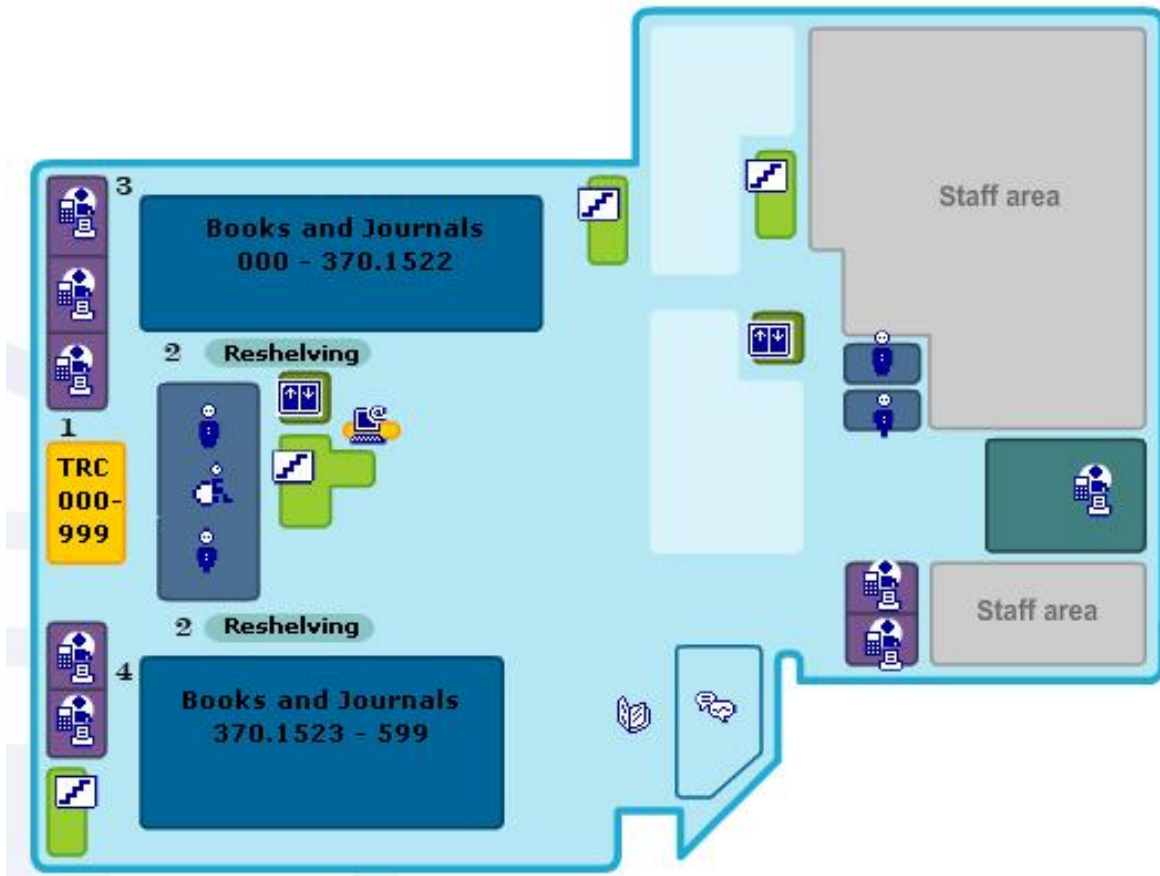 Staff area
3
Books and Journals
000 - 370.1522
2 Reshelving
1
TRC
000-
999
Staff area
2 Reshelving
4
Books and Journals
370.1523 - 599